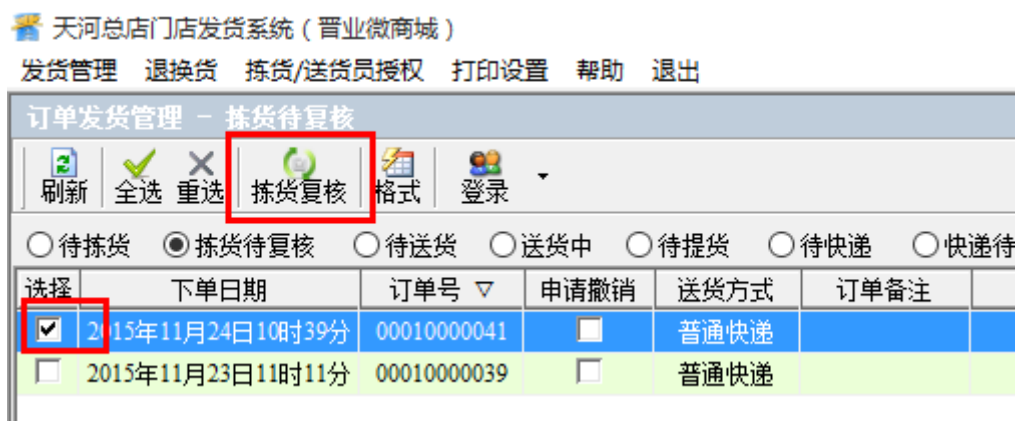 天河总店门店发货系统（晋业微商城）
发货管理 退换货 拣货/送货员授权 打印设置 帮助 退出
订单发货管理 - 拣货待复核
刷新 全选 重选 拣货复核 格式 登录
待拣货 拣货待复核 待送货 送货中 待提货 待快递 快递待
选择 下单日期 订单号 ▽ 申请撤销 送货方式 订单备注
2015年11月24日10时39分 00010000041 普通快递
2015年11月23日11时11分 00010000039 普通快递